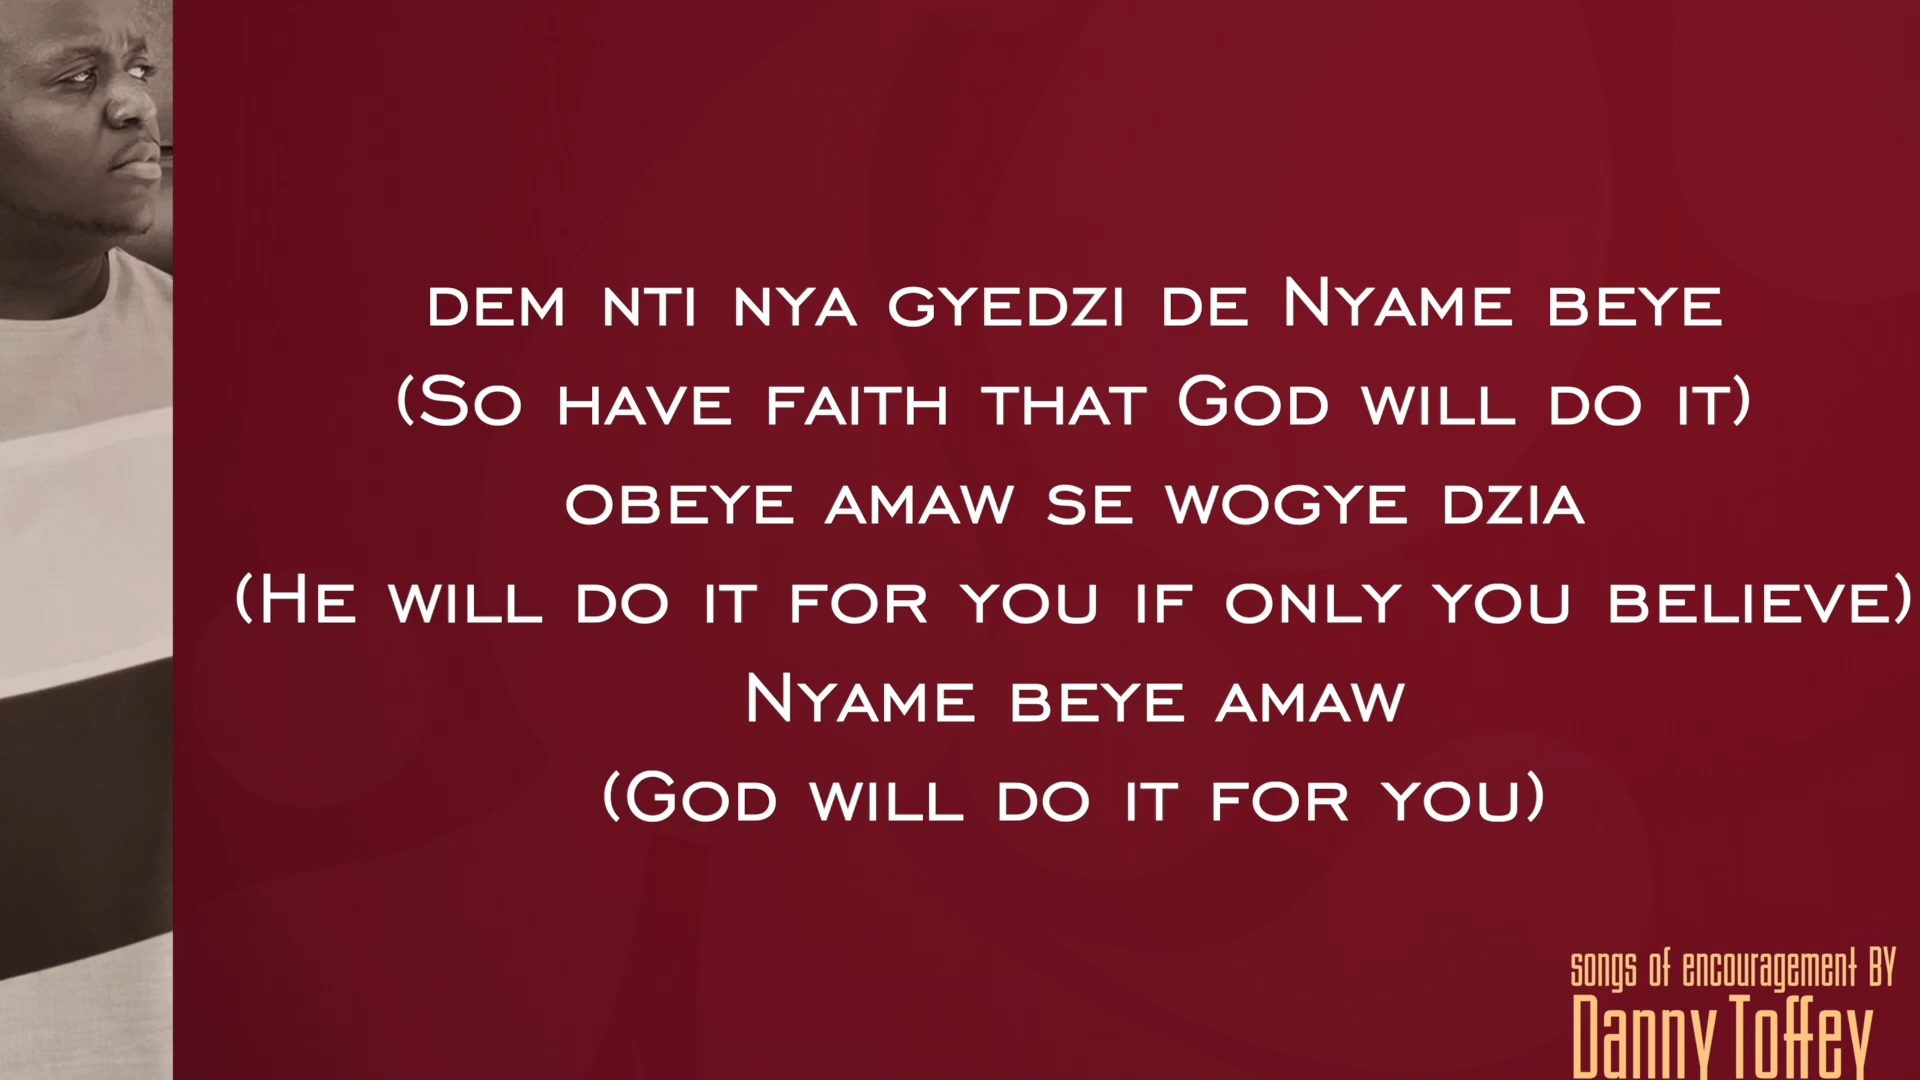 dem nti nya gyedzi de Nyame beye
(So have faith that God will do it)
obeye amaw se wogye dzia
(He will do it for you if only you believe)
Nyame beye amaw
(God will do it for you)
songs of encouragement BY
Danny Toffey